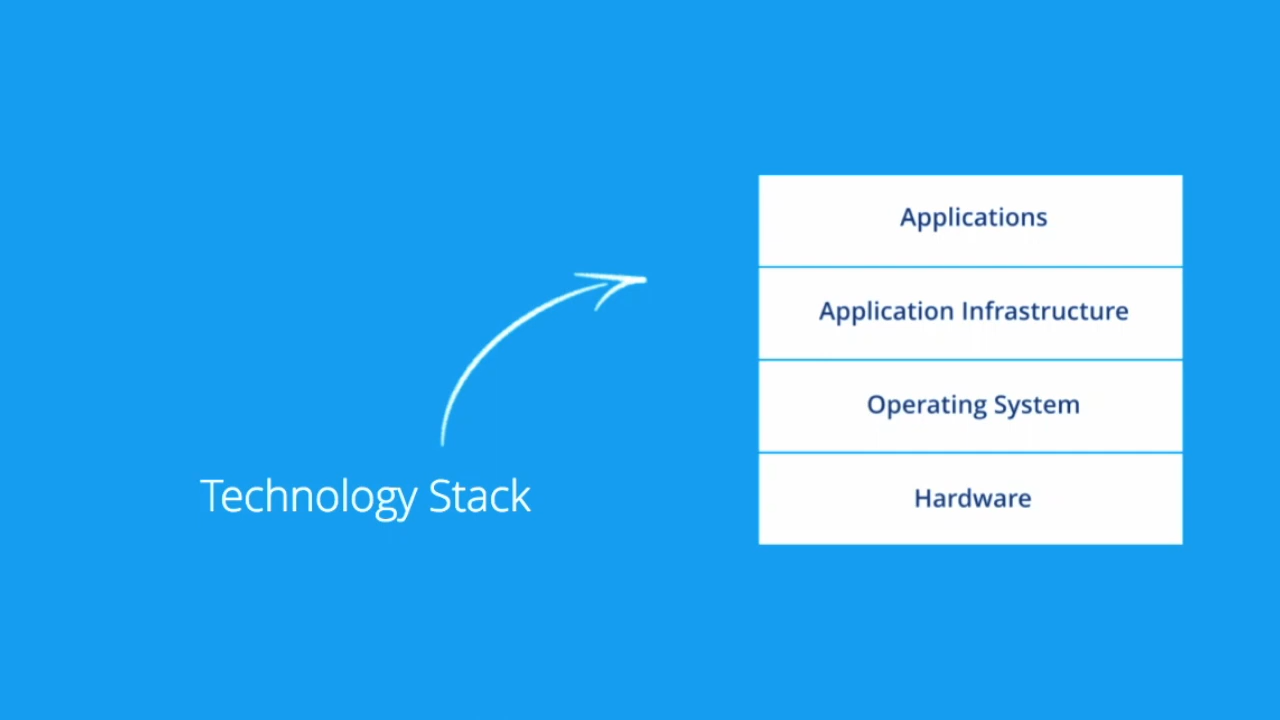 Technology Stack
Applications
Application Infrastructure
Operating System
Hardware